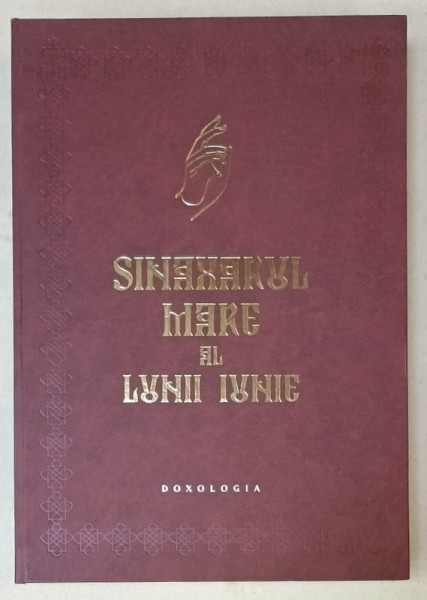 SINAXARUL
MARE
AL
LUNII IUNIE
DOXOLOGIA